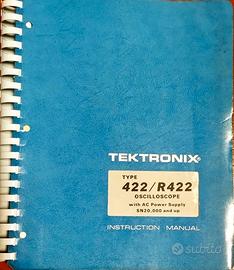 TEKTRONIX®
TYPE
422/R422
OSCILLOSCOPE
with AC Power Supply
SN20,000 and up
INSTRUCTION MANUAL
subito